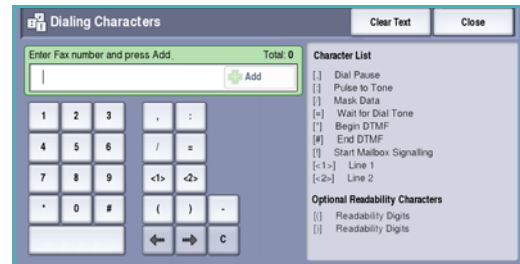 Dialing Characters
Clear Text
Close
Enter Fax number and press Add.
Total: 0
Add
1 2 3 , :
4 5 6 / =
7 8 9 <1> <2>
* 0 # ( ) -
C
Character List
[,] Dial Pause
[:] Pulse to Tone
[/] Mask Data
[=] Wait for Dial Tone
[*] Begin DTMF
[#] End DTMF
[!] Start Mailbox Signalling
[<1>] Line 1
[<2>] Line 2
Optional Readability Characters
[(] Readability Digits
[)] Readability Digits